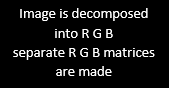 Image is decomposed
into R G B
separate R G B matrices
are made